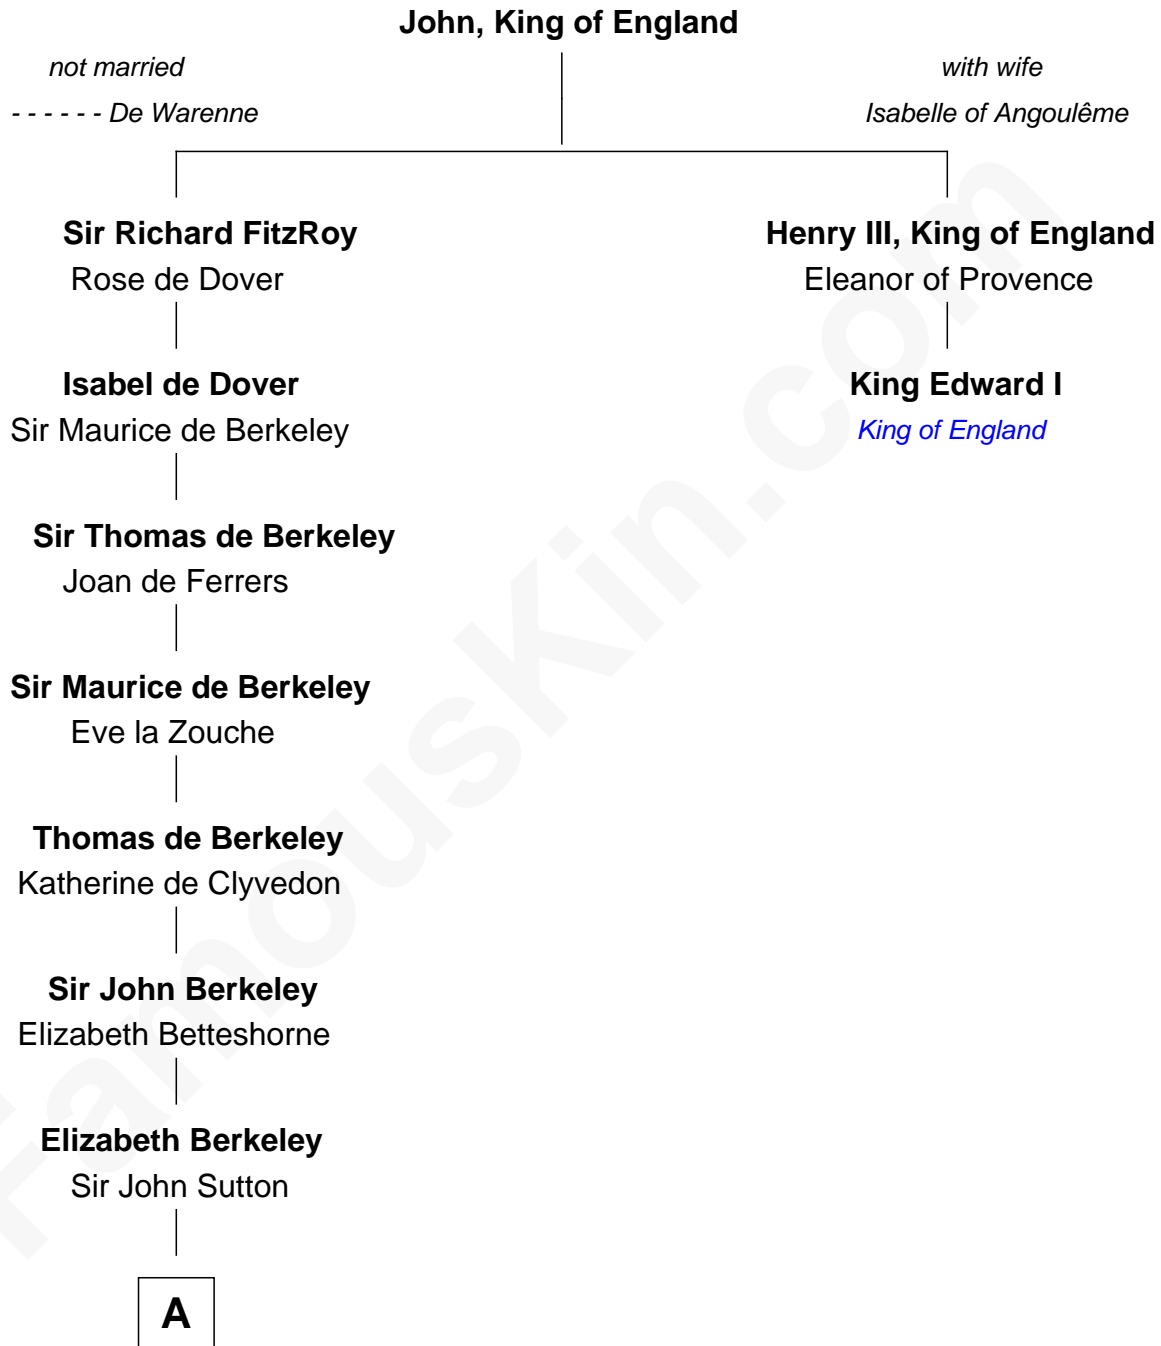 John, King of England
not married
- - - - - - De Warenne
with wife
Isabelle of Angoulême
Sir Richard FitzRoy
Rose de Dover
Henry III, King of England
Eleanor of Provence
Isabel de Dover
Sir Maurice de Berkeley
King Edward I
King of England
Sir Thomas de Berkeley
Joan de Ferrers
Sir Maurice de Berkeley
Eve la Zouche
Thomas de Berkeley
Katherine de Clyvedon
Sir John Berkeley
Elizabeth Betteshorne
Elizabeth Berkeley
Sir John Sutton
A
FamousKin.com